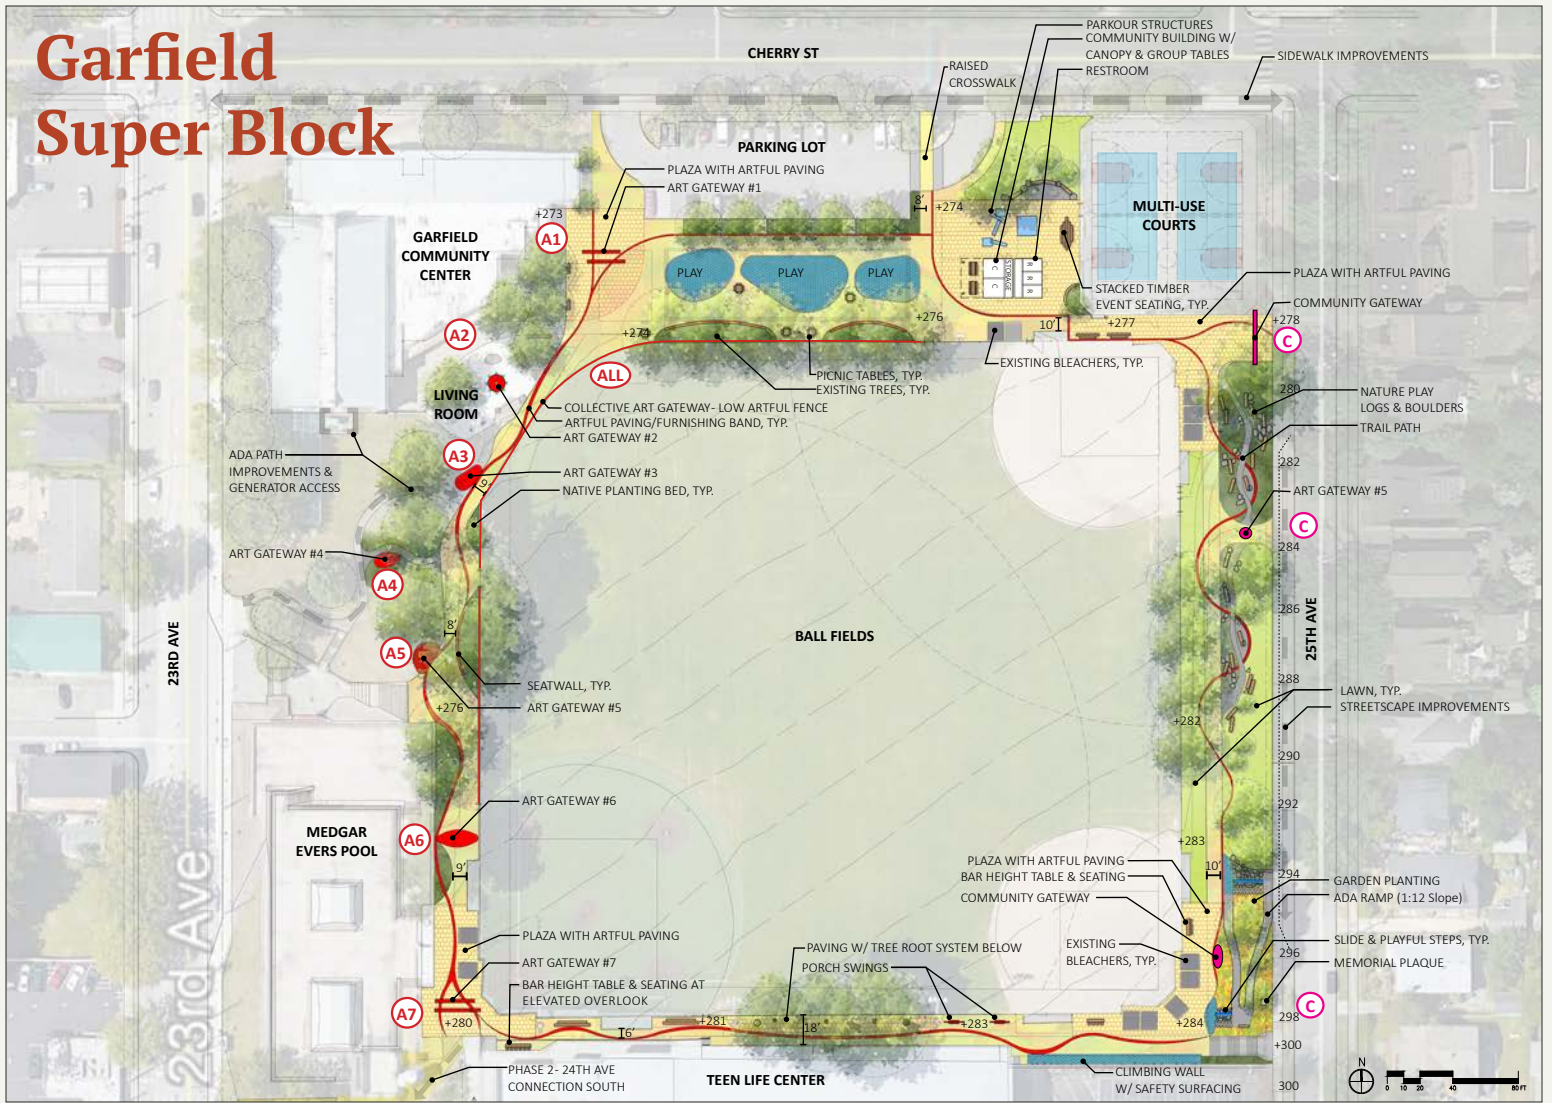 Garfield
Super Block
CHERRY ST
PARKOUR STRUCTURES
COMMUNITY BUILDING W/
CANOPY & GROUP TABLES
RESTROOM
RAISED
CROSSWALK
SIDEWALK IMPROVEMENTS
PARKING LOT
PLAZA WITH ARTFUL PAVING
ART GATEWAY #1
+273
A1
8'
+274
MULTI-USE
COURTS
GARFIELD
COMMUNITY
CENTER
PLAY
PLAY
PLAY
C
C
STORAGE
R
R
R
R
R
R
STACKED TIMBER
EVENT SEATING, TYP.
PLAZA WITH ARTFUL PAVING
COMMUNITY GATEWAY
+278
C
A2
+274
+276
10'
+277
EXISTING BLEACHERS, TYP.
ALL
PICNIC TABLES, TYP.
EXISTING TREES, TYP.
LIVING
ROOM
COLLECTIVE ART GATEWAY- LOW ARTFUL FENCE
ARTFUL PAVING/FURNISHING BAND, TYP.
ART GATEWAY #2
280
NATURE PLAY
LOGS & BOULDERS
TRAIL PATH
ADA PATH
IMPROVEMENTS &
GENERATOR ACCESS
A3
ART GATEWAY #3
9'
NATIVE PLANTING BED, TYP.
282
ART GATEWAY #5
C
284
ART GATEWAY #4
A4
23RD AVE
8'
A5
BALL FIELDS
286
25TH AVE
SEATWALL, TYP.
ART GATEWAY #5
+276
288
LAWN, TYP.
STREETSCAPE IMPROVEMENTS
+282
290
292
ART GATEWAY #6
A6
MEDGAR
EVERS POOL
9'
+283
PLAZA WITH ARTFUL PAVING
BAR HEIGHT TABLE & SEATING
COMMUNITY GATEWAY
10'
294
GARDEN PLANTING
ADA RAMP (1:12 Slope)
23rd Ave
PLAZA WITH ARTFUL PAVING
ART GATEWAY #7
BAR HEIGHT TABLE & SEATING AT
ELEVATED OVERLOOK
PAVING W/ TREE ROOT SYSTEM BELOW
PORCH SWINGS
EXISTING
BLEACHERS, TYP.
296
SLIDE & PLAYFUL STEPS, TYP.
MEMORIAL PLAQUE
C
A7
+280
6'
+281
18'
+283
+284
298
+300
300
PHASE 2- 24TH AVE
CONNECTION SOUTH
TEEN LIFE CENTER
CLIMBING WALL
W/ SAFETY SURFACING
N
0 10 20 40 80 FT